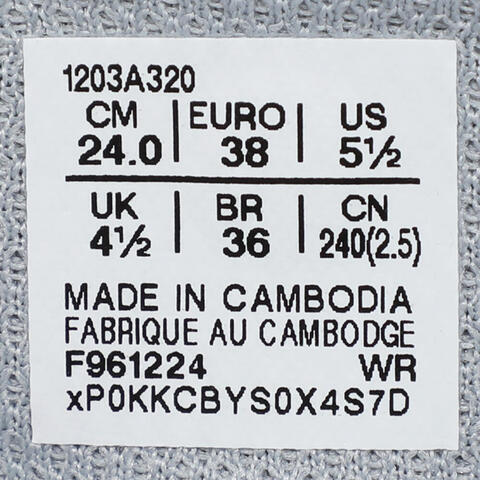 1203A320
CM | EURO | US
24.0 | 38 | 5½
UK | BR | CN
4½ | 36 | 240(2.5)
MADE IN CAMBODIA
FABRIQUE AU CAMBODGE
F961224 WR
xP0KKCBYS0X4S7D